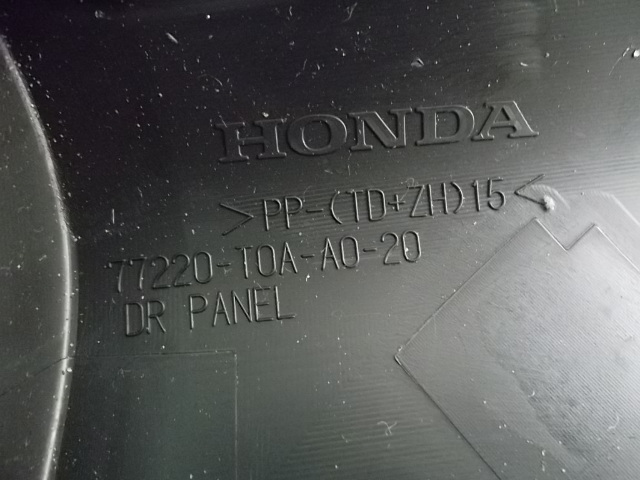 HONDA
>PP-(TD+ZH)15<
77220-T0A-A0-20
DR PANEL